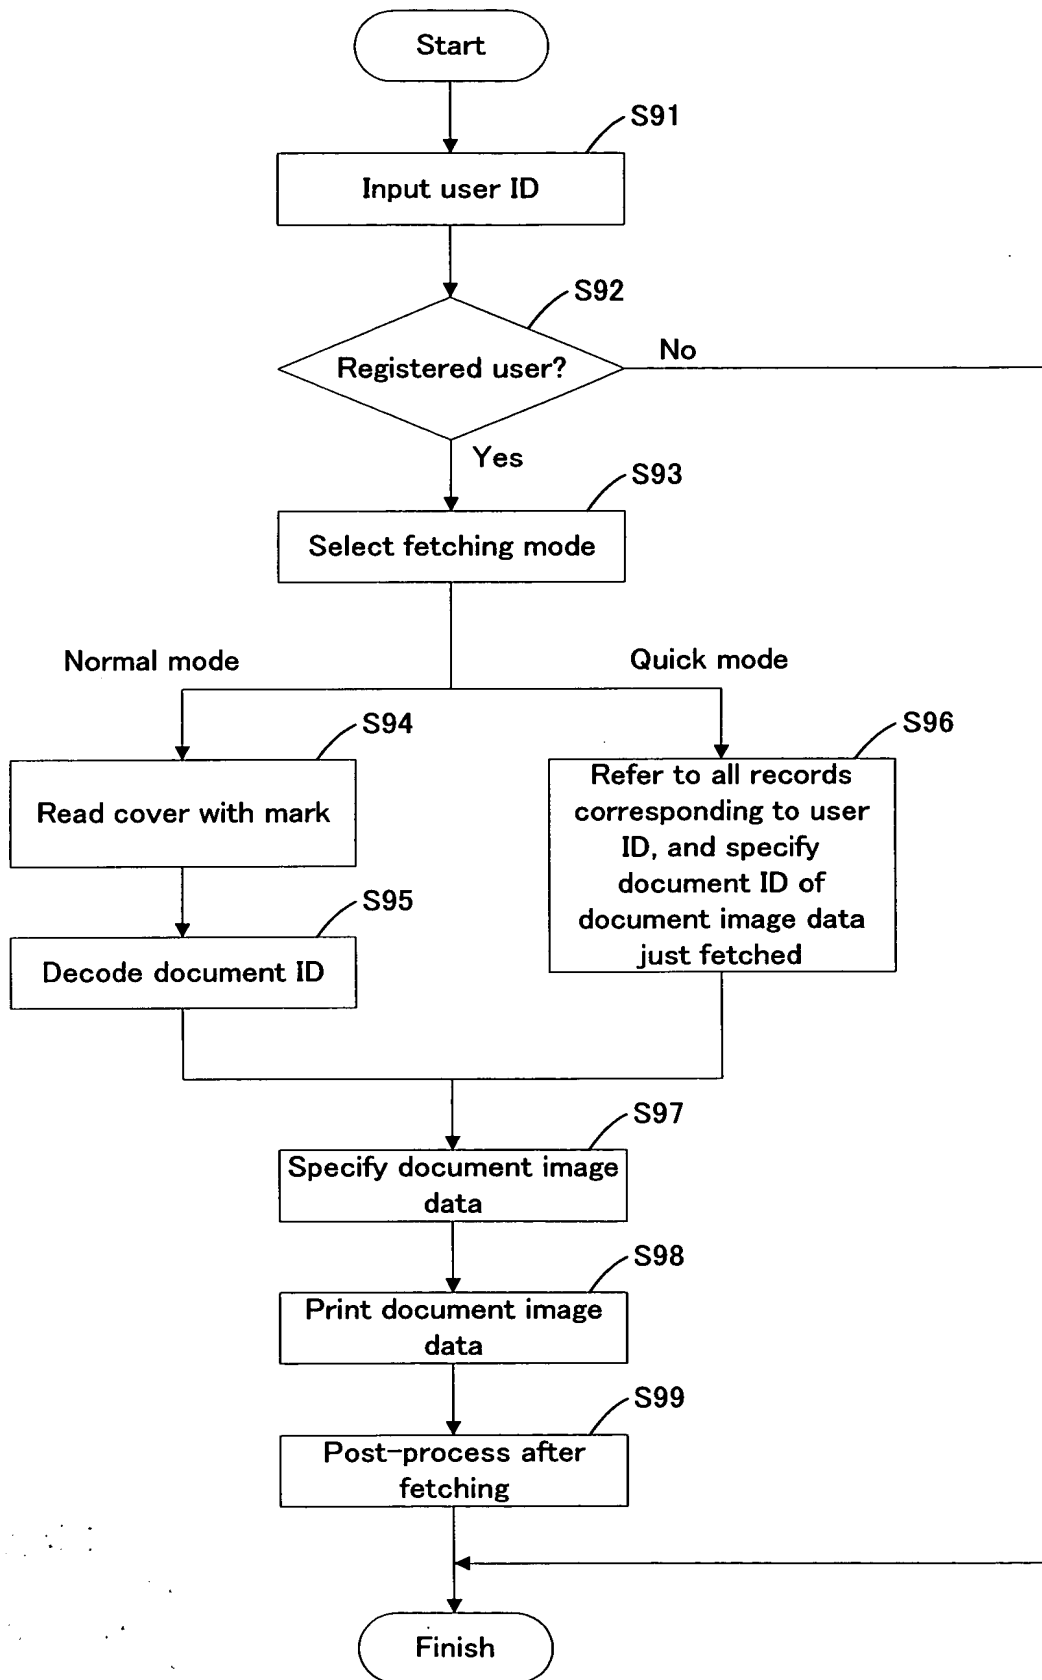 Start
S91
Input user ID
S92
Registered user?
No
Yes
S93
Select fetching mode
Normal mode
Quick mode
S94
Read cover with mark
S96
Refer to all records
corresponding to user
ID, and specify
document ID of
document image data
just fetched
S95
Decode document ID
S97
Specify document image
data
S98
Print document image
data
S99
Post-process after
fetching
Finish